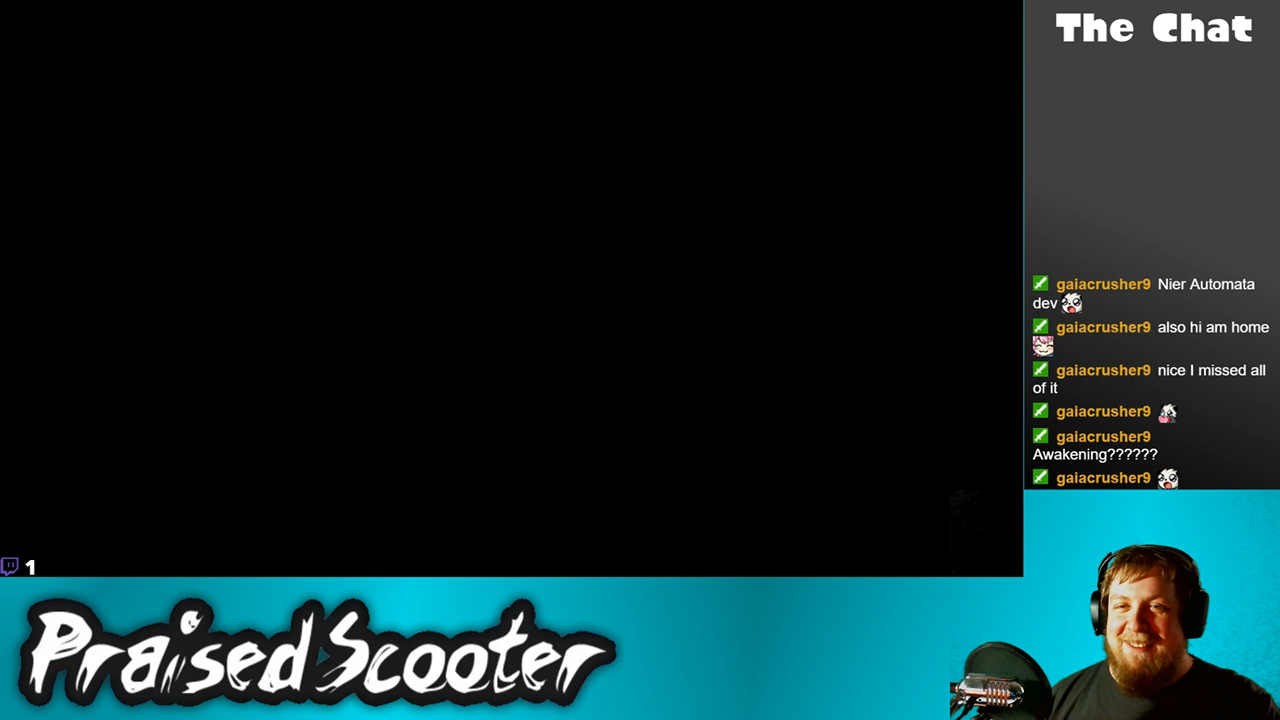 The Chat
gaiacrusher9 Nier Automata
dev
gaiacrusher9 also hi am home
gaiacrusher9 nice I missed all
of it
gaiacrusher9
gaiacrusher9
Awakening??????
gaiacrusher9
1
PraisedScooter